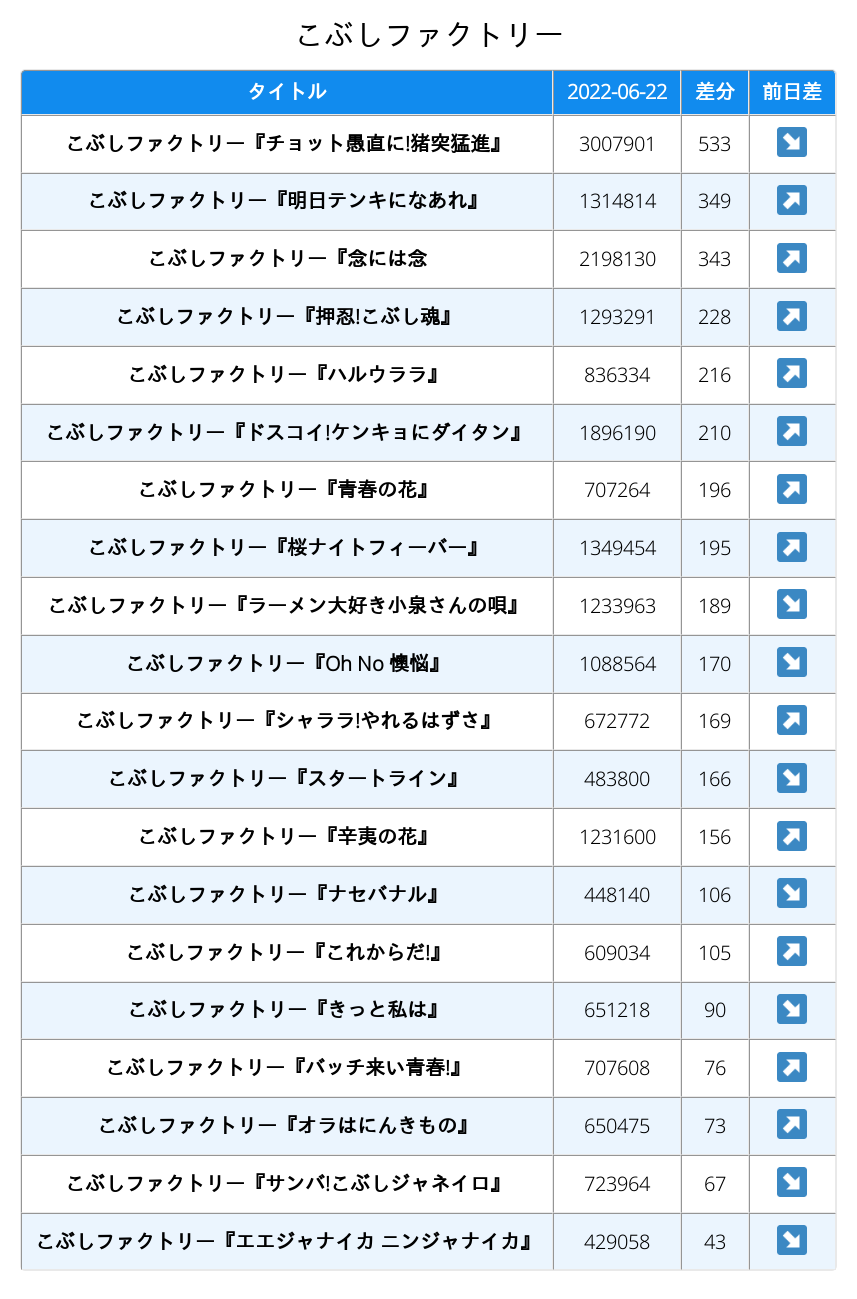 こぶしファクトリー
タイトル 2022-06-22 差分 前日差
こぶしファクトリー『チョット愚直に!猪突猛進』 3007901 533 ↘
こぶしファクトリー『明日テンキになあれ』 1314814 349 ↗
こぶしファクトリー『念には念 2198130 343 ↗
こぶしファクトリー『押忍!こぶし魂』 1293291 228 ↗
こぶしファクトリー『ハルウララ』 836334 216 ↗
こぶしファクトリー『ドスコイ!ケンキョにダイタン』 1896190 210 ↗
こぶしファクトリー『青春の花』 707264 196 ↗
こぶしファクトリー『桜ナイトフィーバー』 1349454 195 ↗
こぶしファクトリー『ラーメン大好き小泉さんの唄』 1233963 189 ↘
こぶしファクトリー『Oh No 懊悩』 1088564 170 ↘
こぶしファクトリー『シャララ!やれるはずさ』 672772 169 ↗
こぶしファクトリー『スタートライン』 483800 166 ↘
こぶしファクトリー『辛夷の花』 1231600 156 ↗
こぶしファクトリー『ナセバナル』 448140 106 ↘
こぶしファクトリー『これからだ!』 609034 105 ↗
こぶしファクトリー『きっと私は』 651218 90 ↘
こぶしファクトリー『バッチ来い青春!』 707608 76 ↗
こぶしファクトリー『オラはにんきもの』 650475 73 ↗
こぶしファクトリー『サンバ!こぶしジャネイロ』 723964 67 ↘
こぶしファクトリー『エエジャナイカ ニンジャナイカ』 429058 43 ↘